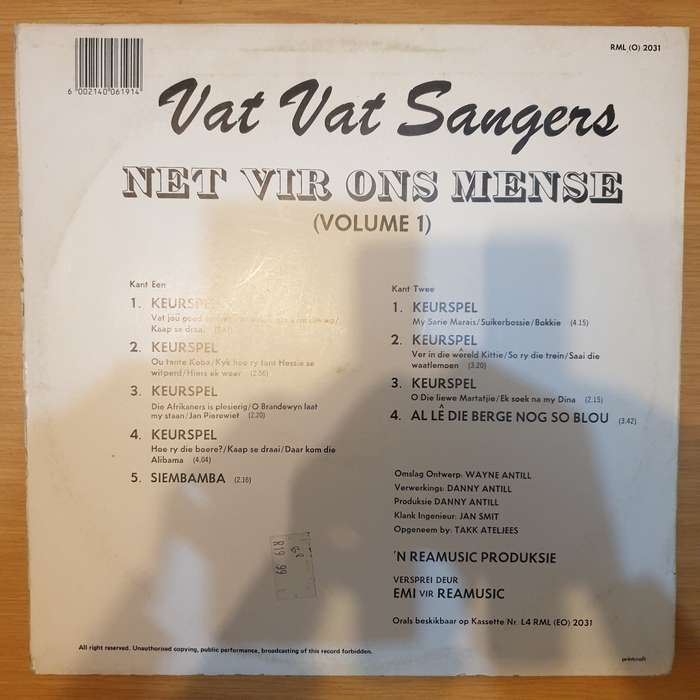 RML (O) 2031
6 002140 061914
Vat Vat Sangers
NET VIR ONS MENSE
(VOLUME 1)
Kant Een
1. KEURSPEL
Vat jou goed
Kaap se draai
2. KEURSPEL
Ou tante Koba/Kyk hoe ry tant Hessie se
witperd/Hiers ek weer (2.56)
3. KEURSPEL
Die Afrikaners is plesierig/O Brandewyn laat
my staan/Jan Pierewiet (2.20)
4. KEURSPEL
Hoe ry die boere?/Kaap se draai/Daar kom die
Alibama (4.04)
5. SIEMBAMBA (2.16)
Kant Twee
1. KEURSPEL
My Sarie Marais/Suikerbossie/Bokkie (4.15)
2. KEURSPEL
Ver in die wereld Kittie/So ry die trein/Saai die
waatlemoen (3.20)
3. KEURSPEL
O Die liewe Martatjie/Ek soek na my Dina (2.15)
4. AL LÊ DIE BERGE NOG SO BLOU (3.42)
Omslag Ontwerp: WAYNE ANTILL
Verwerkings: DANNY ANTILL
Produksie DANNY ANTILL
Klank Ingenieur: JAN SMIT
Opgeneem by: TAKK ATELJEES
'N REAMUSIC PRODUKSIE
VERSPREI DEUR
EMI VIR REAMUSIC
Orals beskikbaar op Kassette Nr. L4 RML (EO) 2031
All right reserved. Unauthorised copying, public performance, broadcasting of this record forbidden.
printcraft